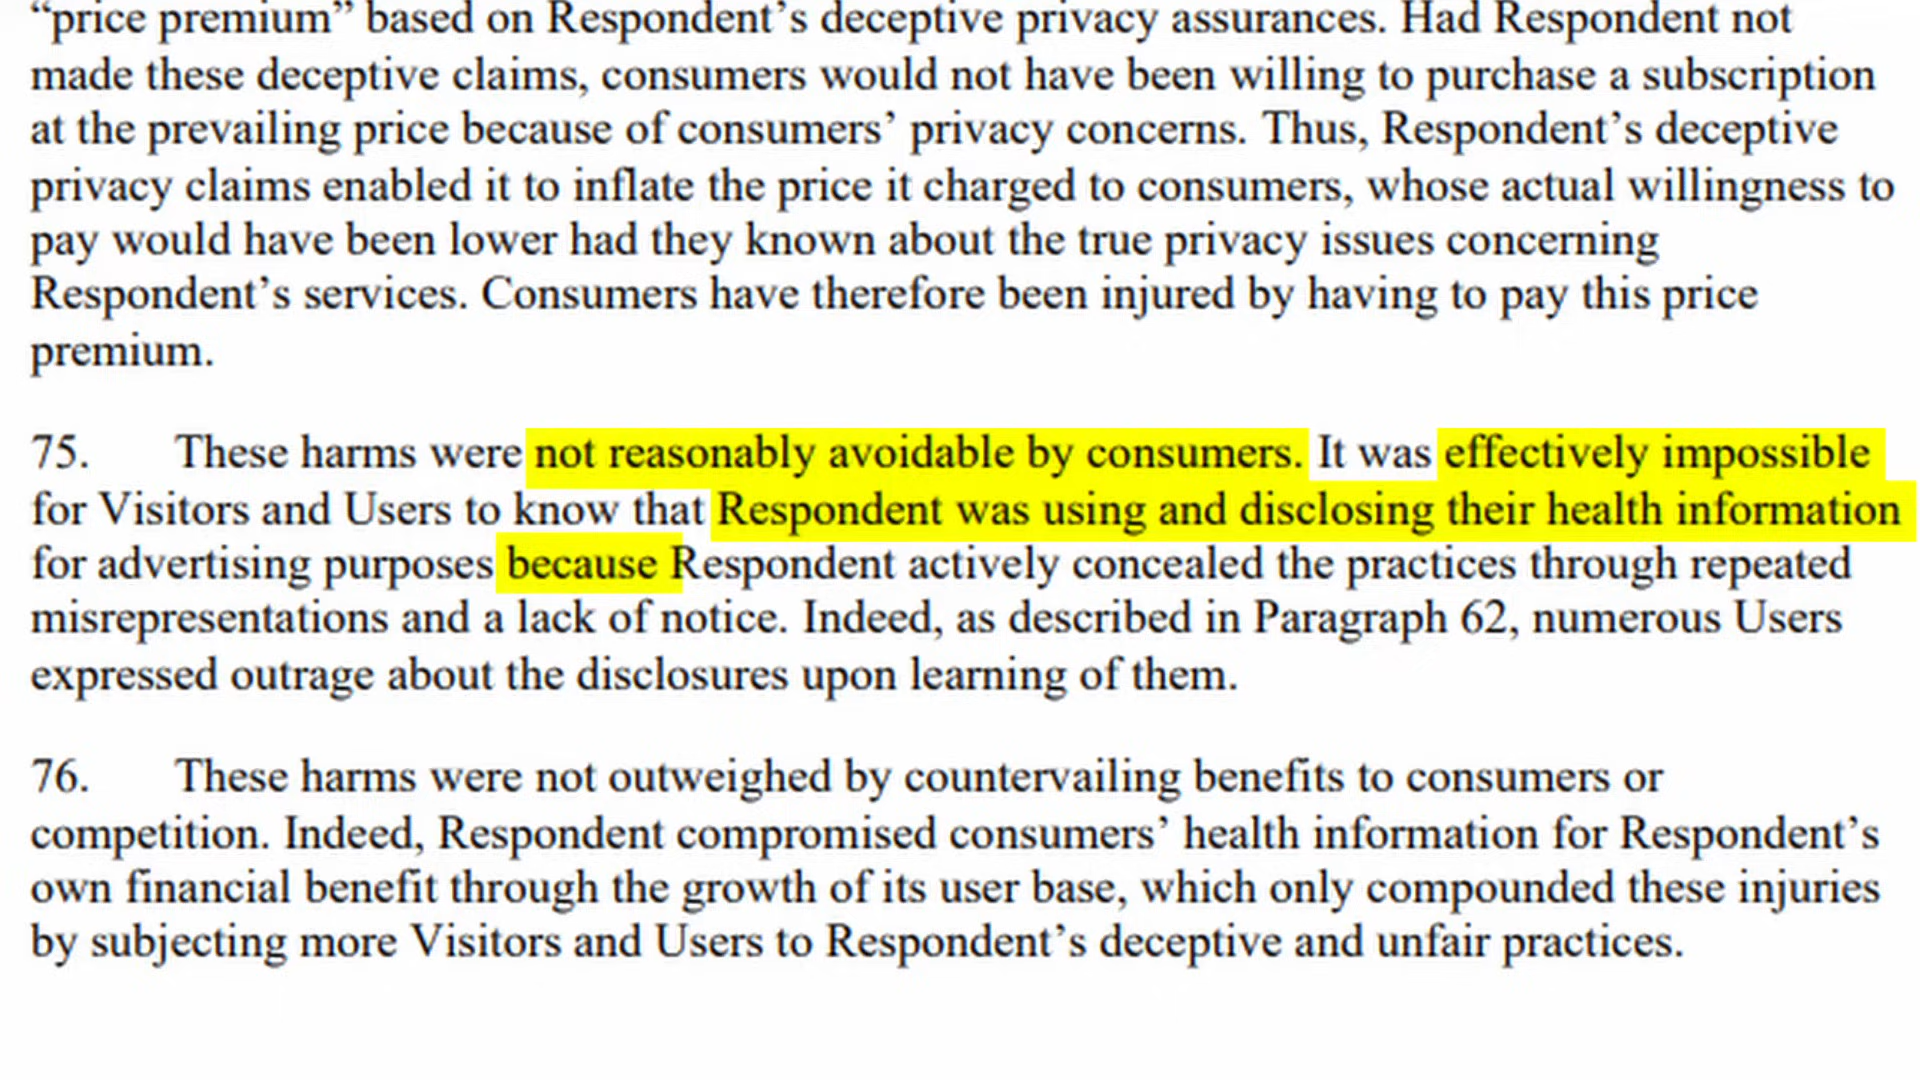 “price premium” based on Respondent’s deceptive privacy assurances. Had Respondent not
made these deceptive claims, consumers would not have been willing to purchase a subscription
at the prevailing price because of consumers’ privacy concerns. Thus, Respondent’s deceptive
privacy claims enabled it to inflate the price it charged to consumers, whose actual willingness to
pay would have been lower had they known about the true privacy issues concerning
Respondent’s services. Consumers have therefore been injured by having to pay this price
premium.
75. These harms were not reasonably avoidable by consumers. It was effectively impossible
for Visitors and Users to know that Respondent was using and disclosing their health information
for advertising purposes because Respondent actively concealed the practices through repeated
misrepresentations and a lack of notice. Indeed, as described in Paragraph 62, numerous Users
expressed outrage about the disclosures upon learning of them.
76. These harms were not outweighed by countervailing benefits to consumers or
competition. Indeed, Respondent compromised consumers’ health information for Respondent’s
own financial benefit through the growth of its user base, which only compounded these injuries
by subjecting more Visitors and Users to Respondent’s deceptive and unfair practices.